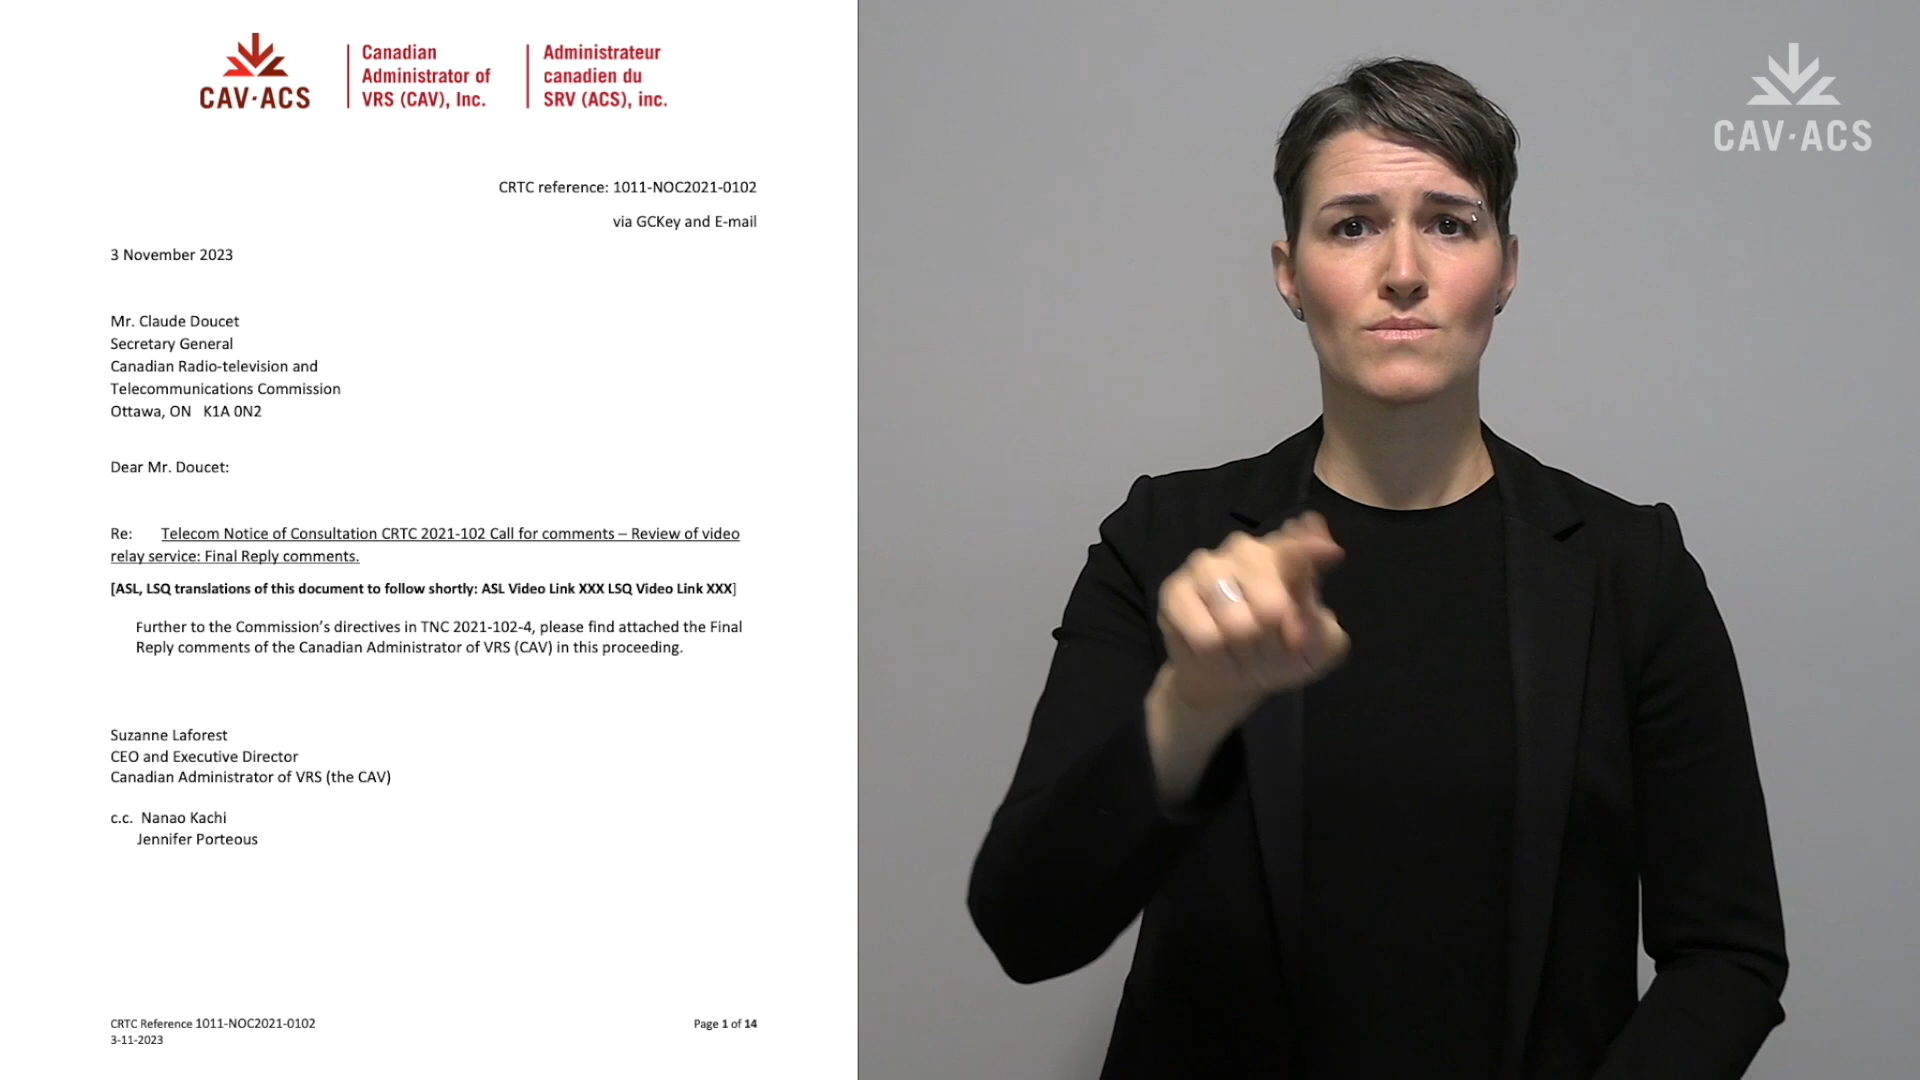 CAV·ACS
Canadian
Administrator of
VRS (CAV), Inc.
Administrateur
canadien du
SRV (ACS), inc.
CRTC reference: 1011-NOC2021-0102
via GCKey and E-mail
3 November 2023
Mr. Claude Doucet
Secretary General
Canadian Radio-television and
Telecommunications Commission
Ottawa, ON K1A 0N2
Dear Mr. Doucet:
Re: Telecom Notice of Consultation CRTC 2021-102 Call for comments – Review of video
relay service: Final Reply comments.
[ASL, LSQ translations of this document to follow shortly: ASL Video Link XXX LSQ Video Link XXX]
Further to the Commission’s directives in TNC 2021-102-4, please find attached the Final
Reply comments of the Canadian Administrator of VRS (CAV) in this proceeding.
Suzanne Laforest
CEO and Executive Director
Canadian Administrator of VRS (the CAV)
c.c. Nanao Kachi
Jennifer Porteous
CRTC Reference 1011-NOC2021-0102
3-11-2023
Page 1 of 14
CAV·ACS